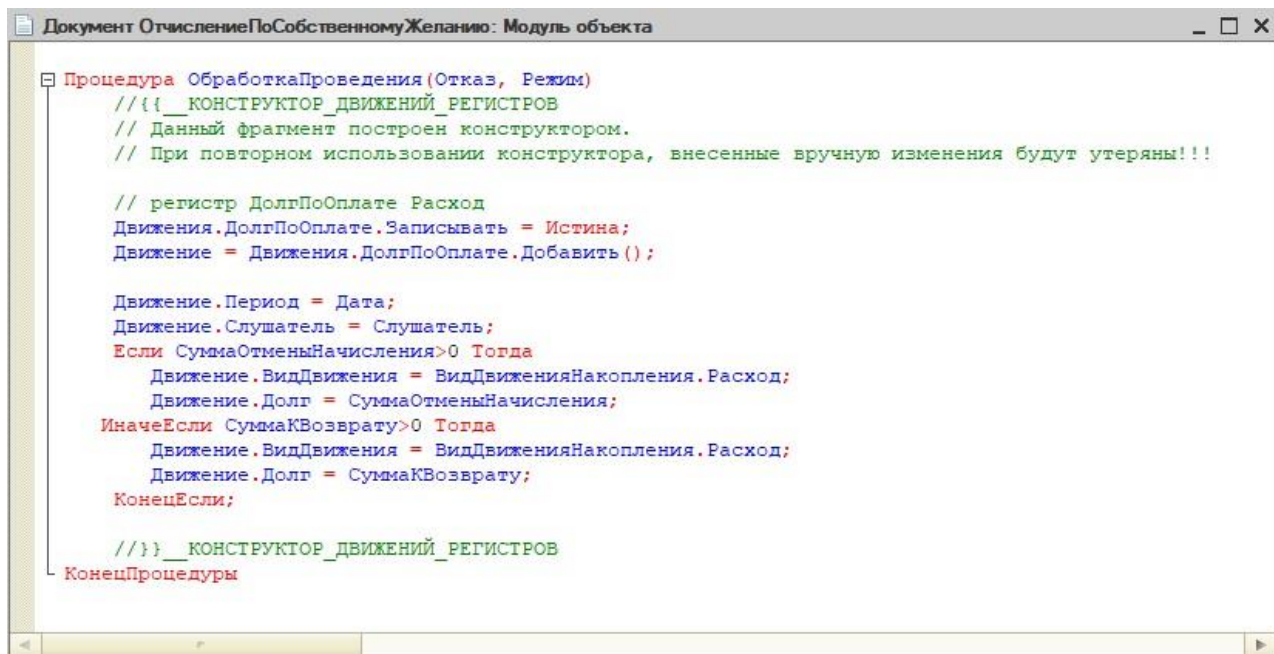 Документ ОтчислениеПоСобственномуЖеланию: Модуль объекта
Процедура ОбработкаПроведения(Отказ, Режим)
//{{__КОНСТРУКТОР_ДВИЖЕНИЙ_РЕГИСТРОВ
// Данный фрагмент построен конструктором.
// При повторном использовании конструктора, внесенные вручную изменения будут утеряны!!!
// регистр ДолгПоОплате Расход
Движения.ДолгПоОплате.Записывать = Истина;
Движение = Движения.ДолгПоОплате.Добавить();
Движение.Период = Дата;
Движение.Слушатель = Слушатель;
Если СуммаОтменыНачисления>0 Тогда
Движение.ВидДвижения = ВидДвиженияНакопления.Расход;
Движение.Долг = СуммаОтменыНачисления;
ИначеЕсли СуммаКВозврату>0 Тогда
Движение.ВидДвижения = ВидДвиженияНакопления.Расход;
Движение.Долг = СуммаКВозврату;
КонецЕсли;
//}}__КОНСТРУКТОР_ДВИЖЕНИЙ_РЕГИСТРОВ
КонецПроцедуры